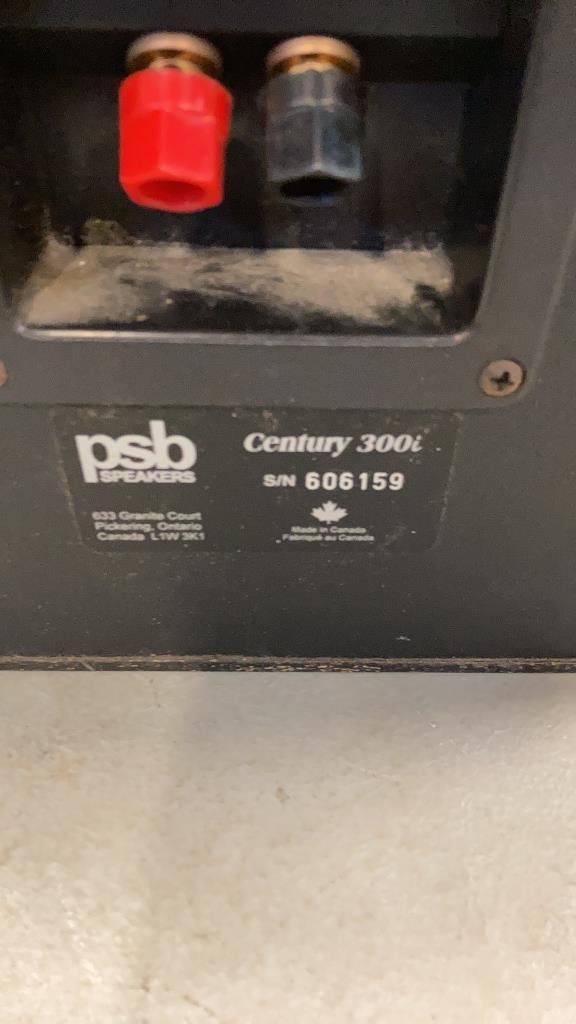 psb
SPEAKERS
Century 300i
S/N 606159
633 Granite Court
Pickering, Ontario
Canada L1W 3K1
Made in Canada
Fabriqué au Canada